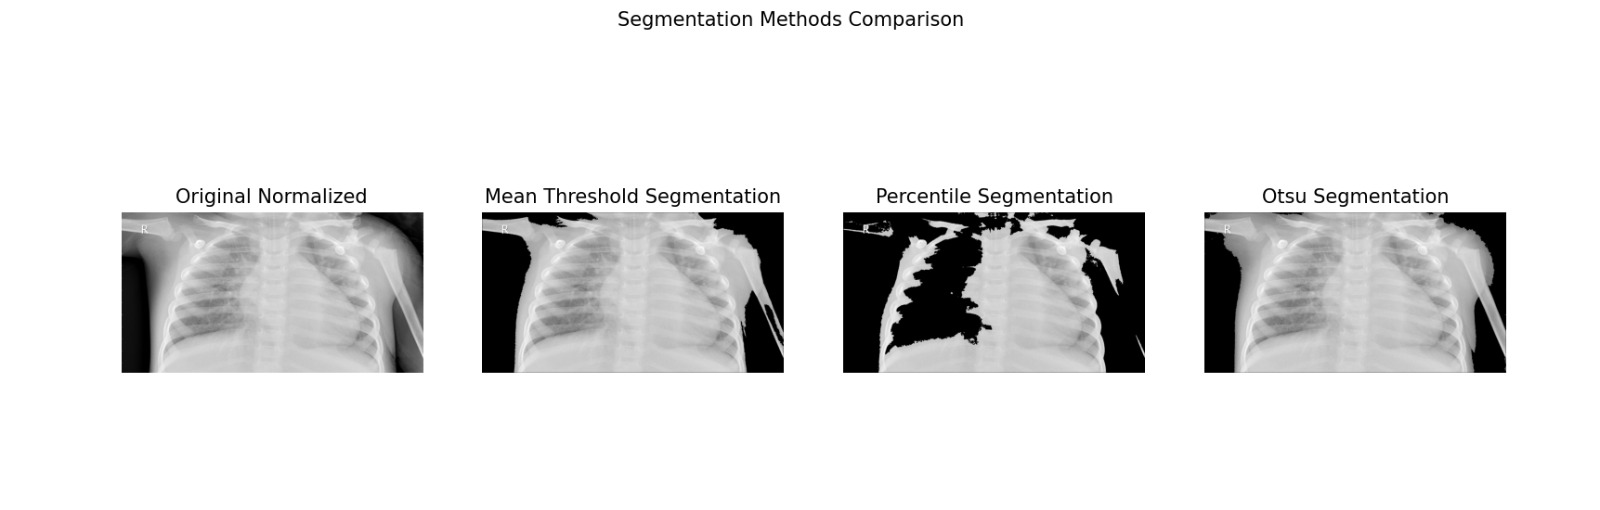 Segmentation Methods Comparison
Original Normalized
Mean Threshold Segmentation
Percentile Segmentation
Otsu Segmentation
R
R
R
R